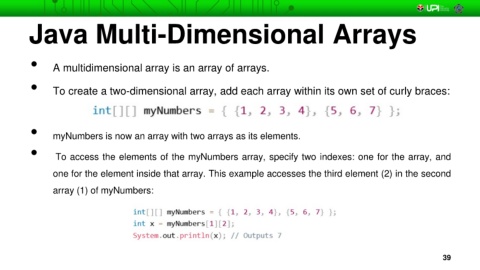 UPI
Java Multi-Dimensional Arrays
• A multidimensional array is an array of arrays.
• To create a two-dimensional array, add each array within its own set of curly braces:
int[][] myNumbers = { {1, 2, 3, 4}, {5, 6, 7} };
• myNumbers is now an array with two arrays as its elements.
• To access the elements of the myNumbers array, specify two indexes: one for the array, and
one for the element inside that array. This example accesses the third element (2) in the second
array (1) of myNumbers:
int[][] myNumbers = { {1, 2, 3, 4}, {5, 6, 7} };
int x = myNumbers[1][2];
System.out.println(x); // Outputs 7
39